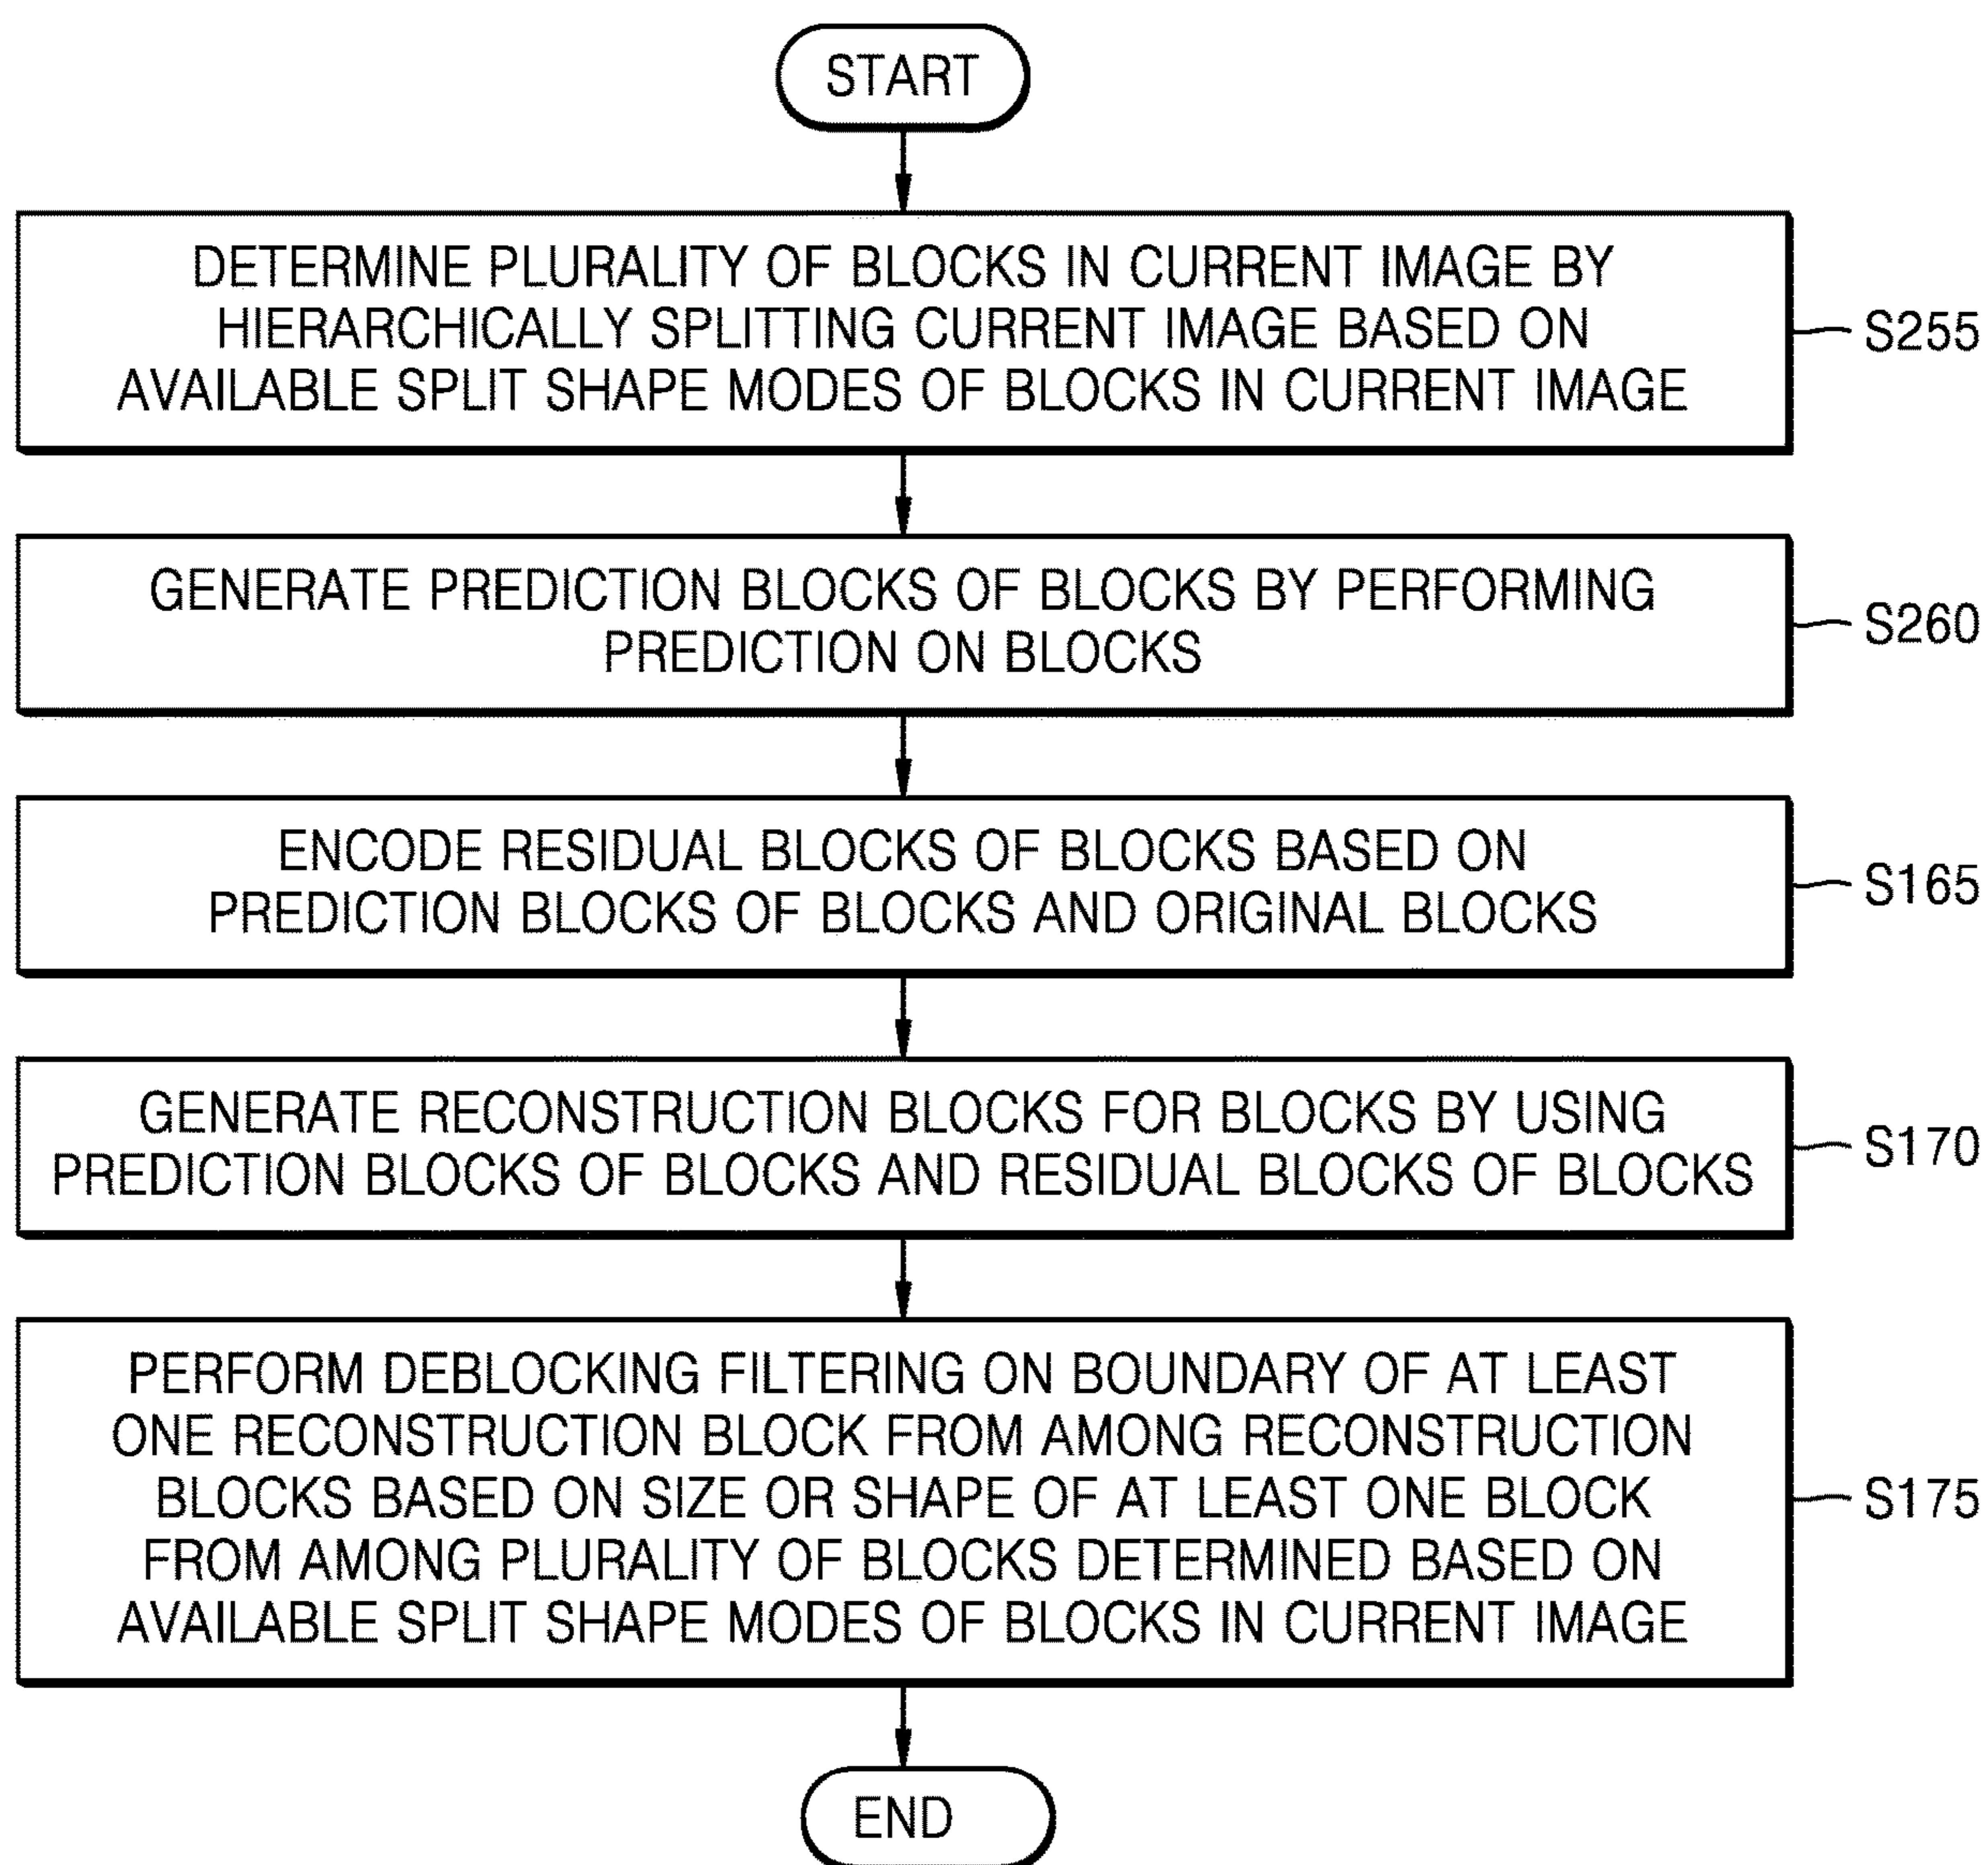 START
DETERMINE PLURALITY OF BLOCKS IN CURRENT IMAGE BY
HIERARCHICALLY SPLITTING CURRENT IMAGE BASED ON
AVAILABLE SPLIT SHAPE MODES OF BLOCKS IN CURRENT IMAGE
S255
GENERATE PREDICTION BLOCKS OF BLOCKS BY PERFORMING
PREDICTION ON BLOCKS
S260
ENCODE RESIDUAL BLOCKS OF BLOCKS BASED ON
PREDICTION BLOCKS OF BLOCKS AND ORIGINAL BLOCKS
S165
GENERATE RECONSTRUCTION BLOCKS FOR BLOCKS BY USING
PREDICTION BLOCKS OF BLOCKS AND RESIDUAL BLOCKS OF BLOCKS
S170
PERFORM DEBLOCKING FILTERING ON BOUNDARY OF AT LEAST
ONE RECONSTRUCTION BLOCK FROM AMONG RECONSTRUCTION
BLOCKS BASED ON SIZE OR SHAPE OF AT LEAST ONE BLOCK
FROM AMONG PLURALITY OF BLOCKS DETERMINED BASED ON
AVAILABLE SPLIT SHAPE MODES OF BLOCKS IN CURRENT IMAGE
S175
END